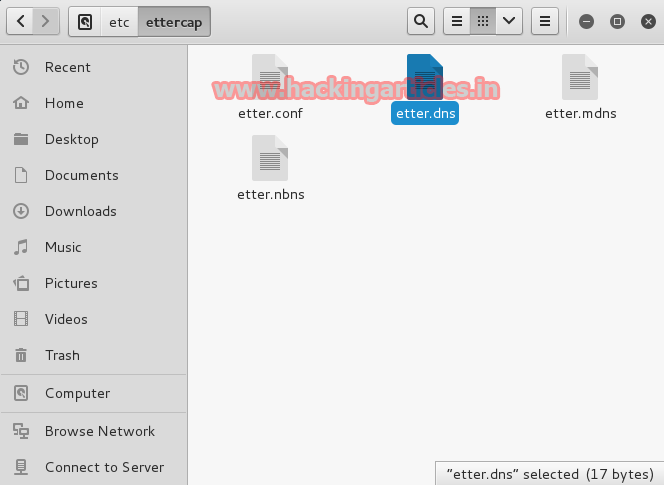 etc ettercap
Recent
Home
Desktop
Documents
Downloads
Music
Pictures
Videos
Trash
Computer
Browse Network
Connect to Server
www.hackingarticles.in
etter.conf etter.dns etter.mdns
etter.nbns
“etter.dns” selected (17 bytes)